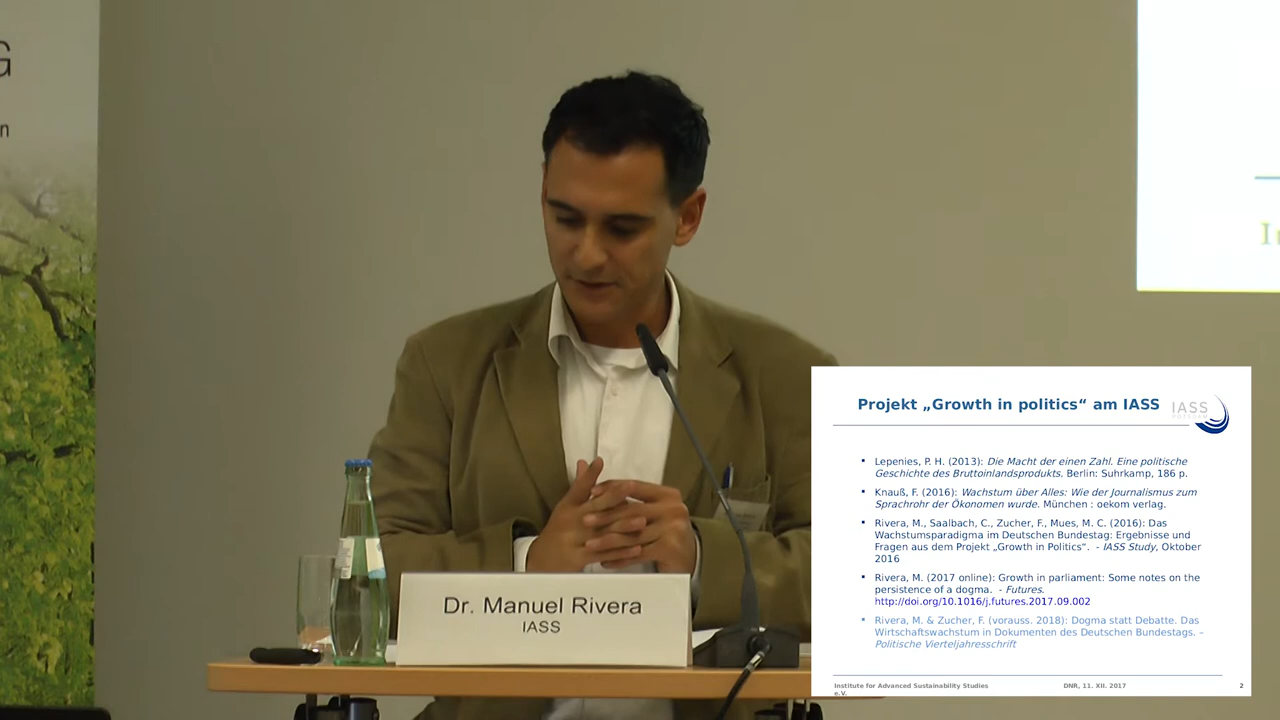 G
n
Dr. Manuel Rivera
IASS
Projekt „Growth in politics“ am IASS
IASS
POTSDAM
Lepenies, P. H. (2013): Die Macht der einen Zahl. Eine politische
Geschichte des Bruttoinlandsprodukts. Berlin: Suhrkamp, 186 p.
Knauß, F. (2016): Wachstum über Alles: Wie der Journalismus zum
Sprachrohr der Ökonomen wurde. München : oekom verlag.
Rivera, M., Saalbach, C., Zucher, F., Mues, M. C. (2016): Das
Wachstumsparadigma im Deutschen Bundestag: Ergebnisse und
Fragen aus dem Projekt „Growth in Politics“. - IASS Study, Oktober
2016
Rivera, M. (2017 online): Growth in parliament: Some notes on the
persistence of a dogma. - Futures.
http://doi.org/10.1016/j.futures.2017.09.002
Rivera, M. & Zucher, F. (vorauss. 2018): Dogma statt Debatte. Das
Wirtschaftswachstum in Dokumenten des Deutschen Bundestags. –
Politische Vierteljahresschrift
Institute for Advanced Sustainability Studies
e.V.
DNR, 11. XII. 2017
2